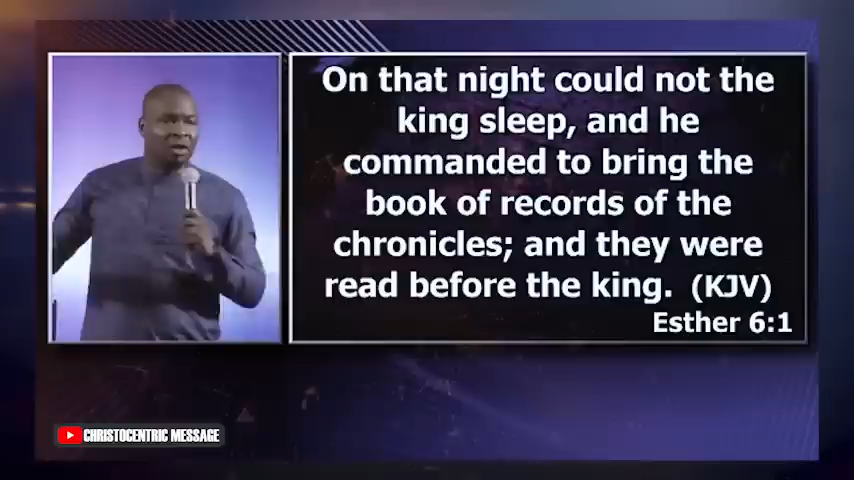 On that night could not the
king sleep, and he
commanded to bring the
book of records of the
chronicles; and they were
read before the king. (KJV)
Esther 6:1
CHRISTOCENTRIC MESSAGE